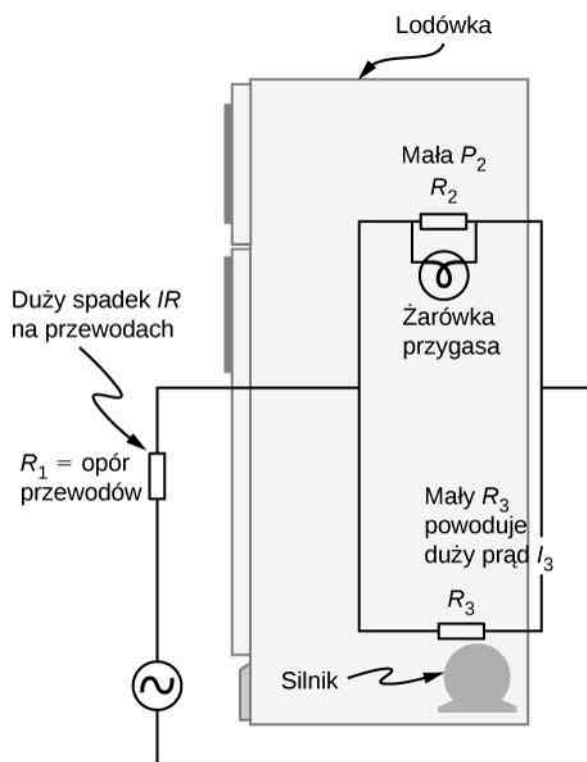 Lodówka
Mała P₂
R₂
Duży spadek IR
na przewodach
Żarówka
przygasa
R₁ = opór
przewodów
Mały R₃
powoduje
duży prąd I₃
R₃
Silnik